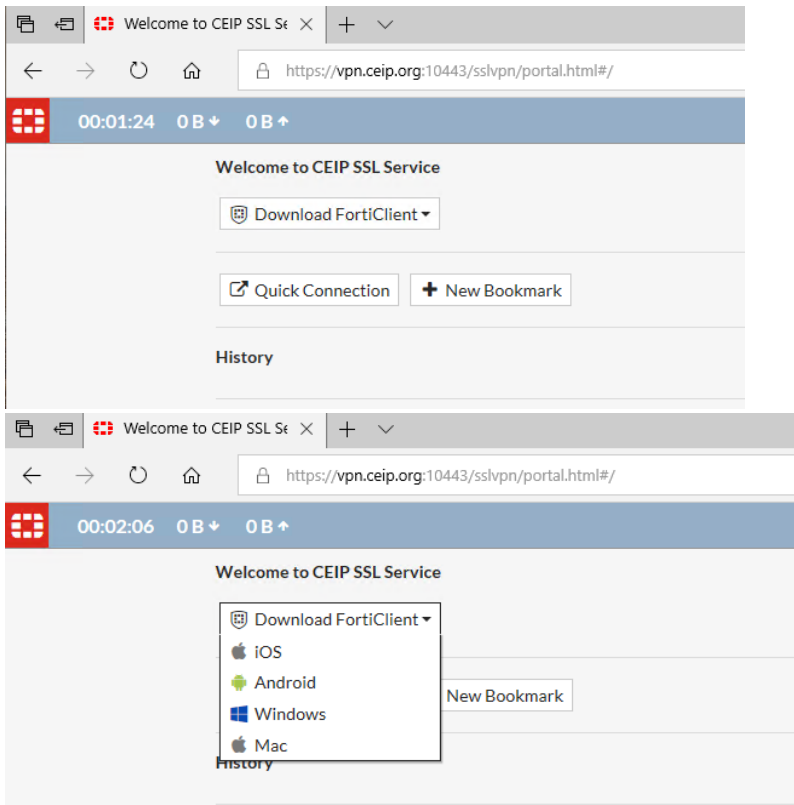 Welcome to CEIP SSL Se
https://vpn.ceip.org:10443/sslvpn/portal.html#/
00:01:24 0 B 0 B
Welcome to CEIP SSL Service
Download FortiClient
Quick Connection New Bookmark
History
Welcome to CEIP SSL Se
https://vpn.ceip.org:10443/sslvpn/portal.html#/
00:02:06 0 B 0 B
Welcome to CEIP SSL Service
Download FortiClient
iOS
Android
New Bookmark
Windows
Mac
History